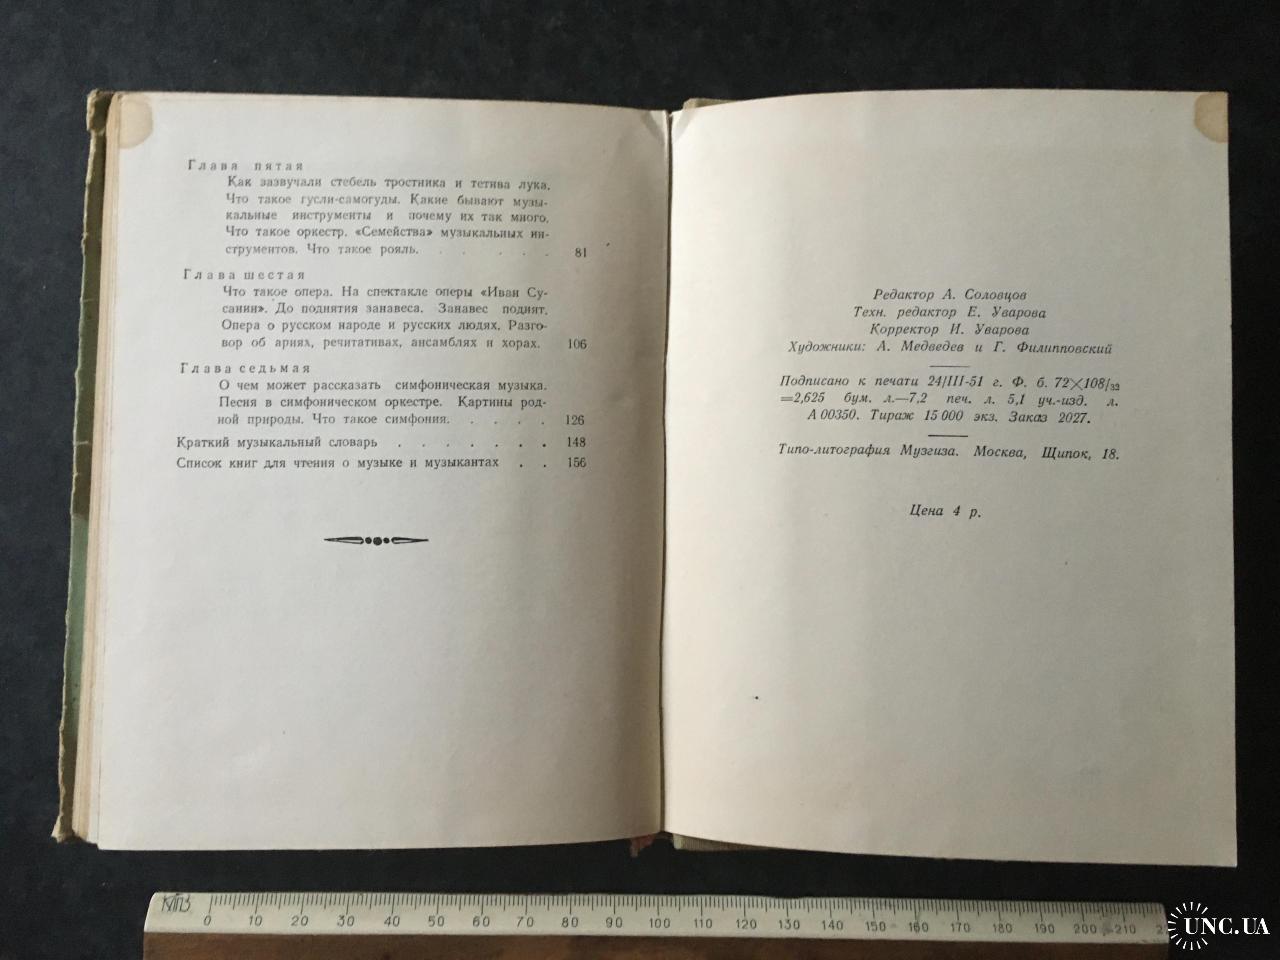 Глава пятая
Как зазвучали стебель тростника и тетива лука.
Что такое гусли-самогуды. Какие бывают музы-
кальные инструменты и почему их так много.
Что такое оркестр. «Семейства» музыкальных ин-
струментов. Что такое рояль. . . . . . 81
Глава шестая
Что такое опера. На спектакле оперы «Иван Су-
санин». До поднятия занавеса. Занавес поднят.
Опера о русском народе и русских людях. Разго-
вор об ариях, речитативах, ансамблях и хорах. 106
Глава седьмая
О чем может рассказать симфоническая музыка.
Песня в симфоническом оркестре. Картины род-
ной природы. Что такое симфония. . . . . 126
Краткий музыкальный словарь . . . . . . . 148
Список книг для чтения о музыке и музыкантах . . 156
Редактор А. Соловцов
Техн. редактор Е. Уварова
Корректор И. Уварова
Художники: А. Медведев и Г. Филипповский
Подписано к печати 24/III-51 г. Ф. б. 72×108/32
=2,625 бум. л.—7,2 печ. л. 5,1 уч.-изд. л.
А 00350. Тираж 15 000 экз. Заказ 2027.
Типо-литография Музгиза. Москва, Щипок, 18.
Цена 4 р.
0 10 20 30 40 50 60 70 80 90 100 110 120 130 140 150 160 170 180 190 200 210
UNC.UA